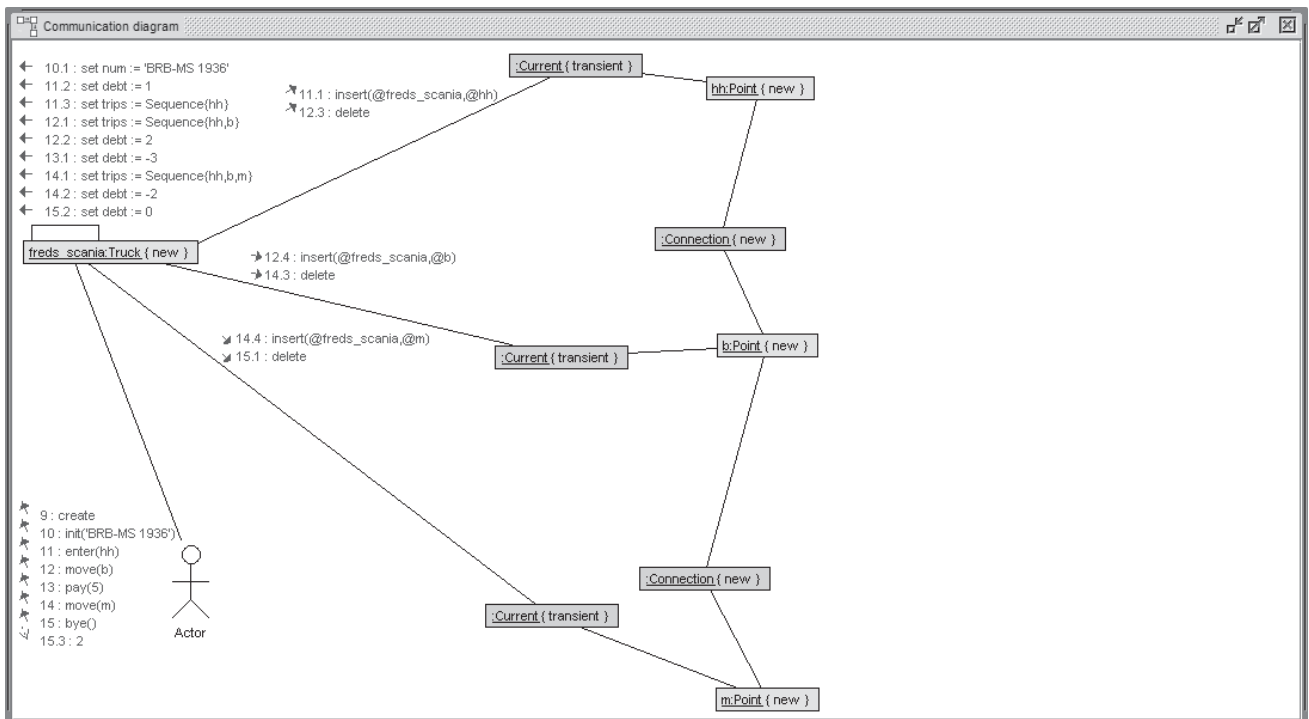 Communication diagram
10.1 : set num := 'BRB-MS 1936'
11.2 : set debt := 1
11.3 : set trips := Sequence{hh}
12.1 : set trips := Sequence{hh,b}
12.2 : set debt := 2
13.1 : set debt := -3
14.1 : set trips := Sequence{hh,b,m}
14.2 : set debt := -2
15.2 : set debt := 0
:Current { transient }
hh:Point { new }
11.1 : insert(@freds_scania,@hh)
12.3 : delete
freds_scania:Truck { new }
:Connection { new }
12.4 : insert(@freds_scania,@b)
14.3 : delete
14.4 : insert(@freds_scania,@m)
15.1 : delete
:Current { transient }
b:Point { new }
9 : create
10 : init('BRB-MS 1936')
11 : enter(hh)
12 : move(b)
13 : pay(5)
14 : move(m)
15 : bye()
15.3 : 2
Actor
:Connection { new }
:Current { transient }
m:Point { new }